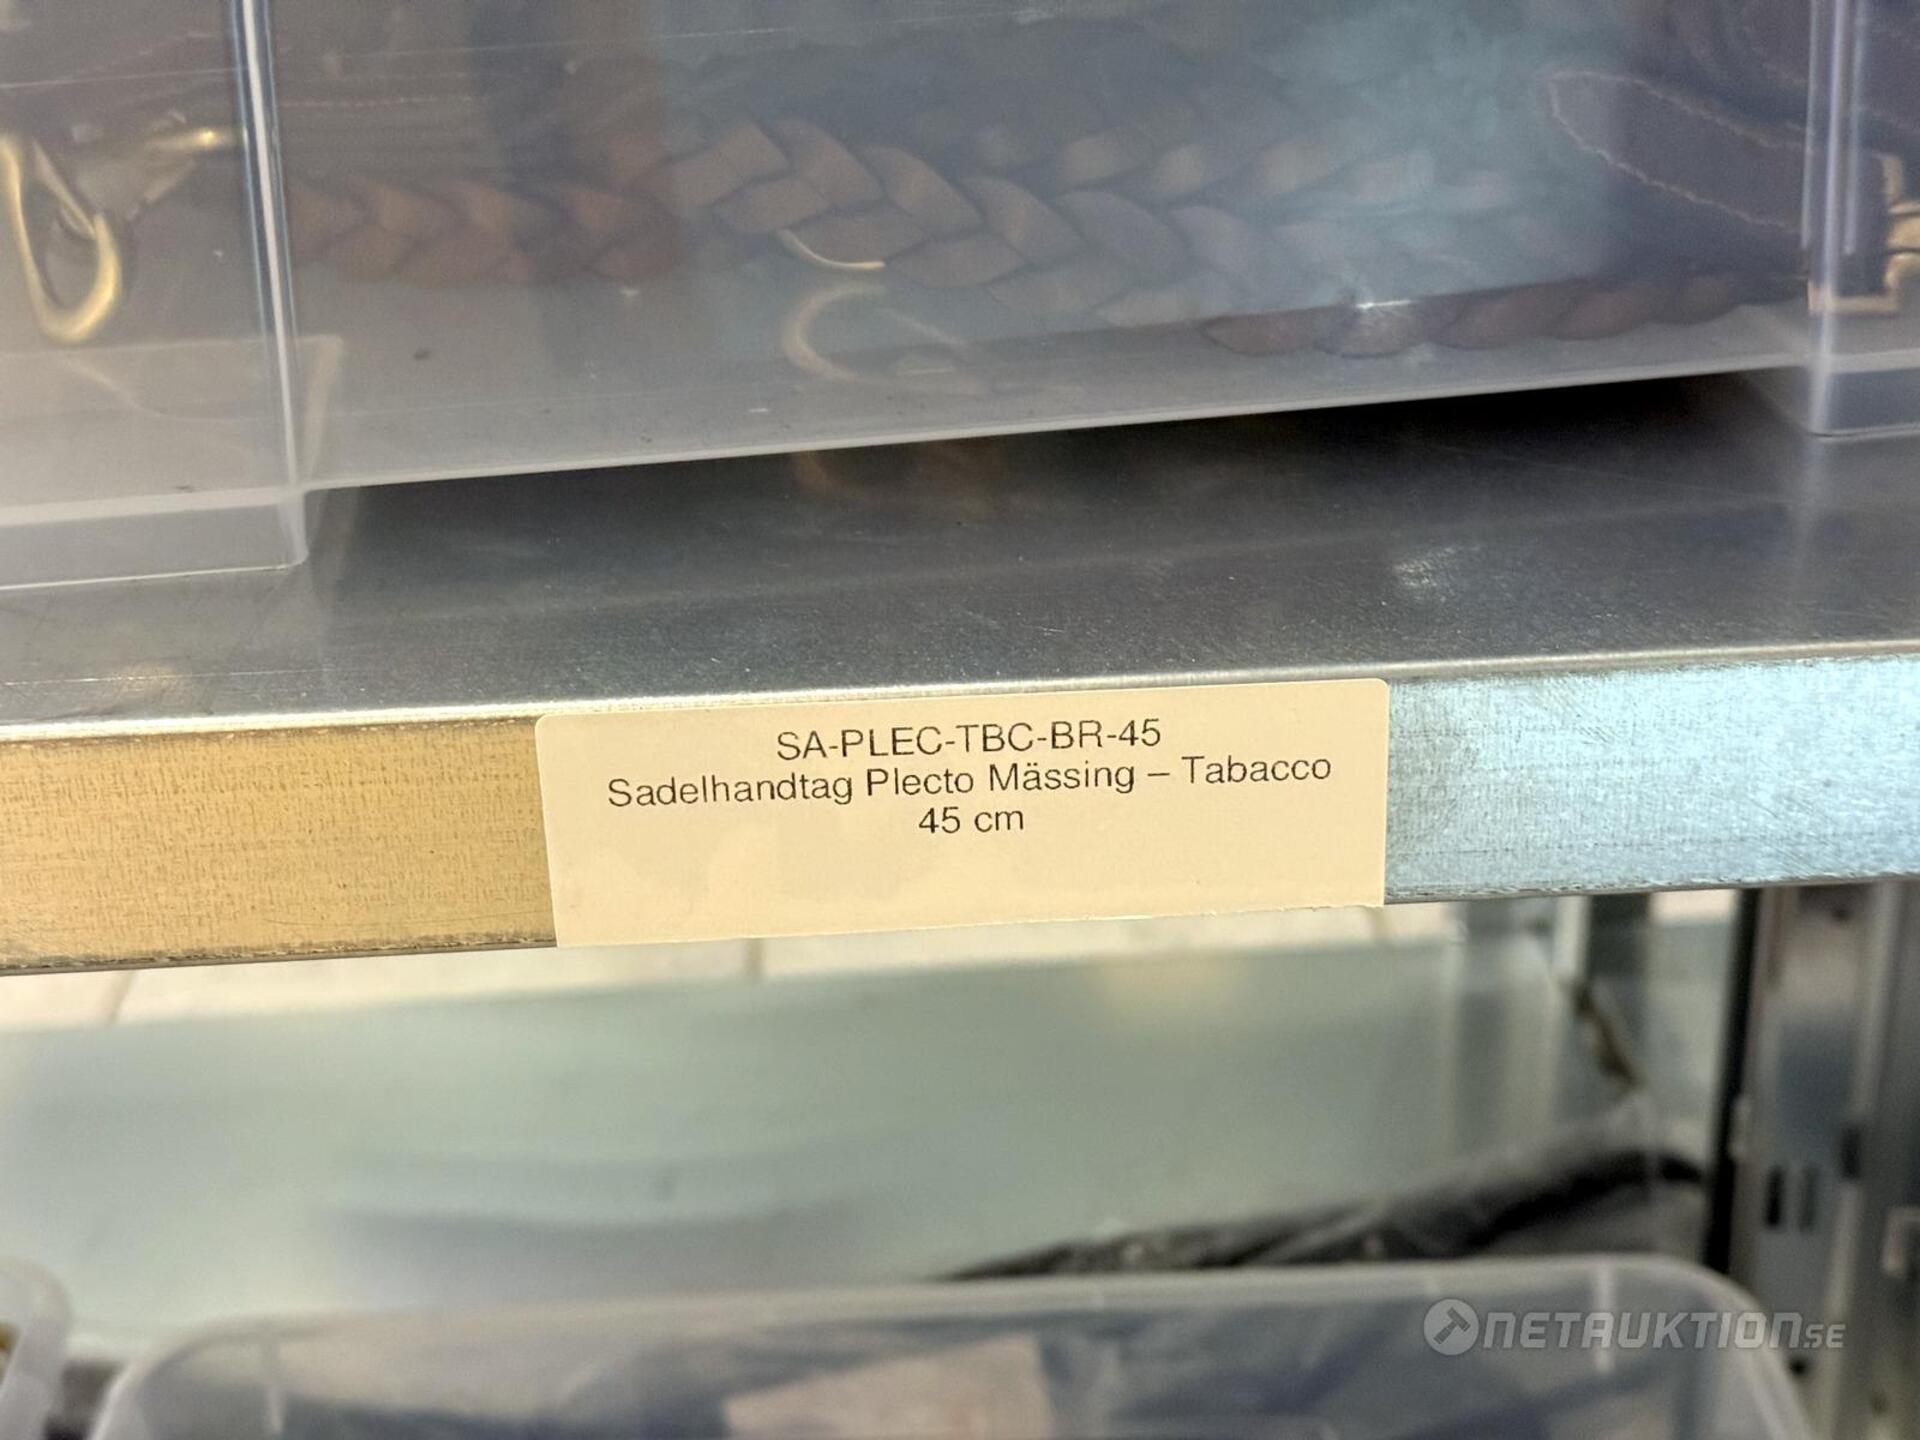 SA-PLEC-TBC-BR-45
Sadelhandtag Plecto Mässing – Tabacco
45 cm
NETAUKTION.SE